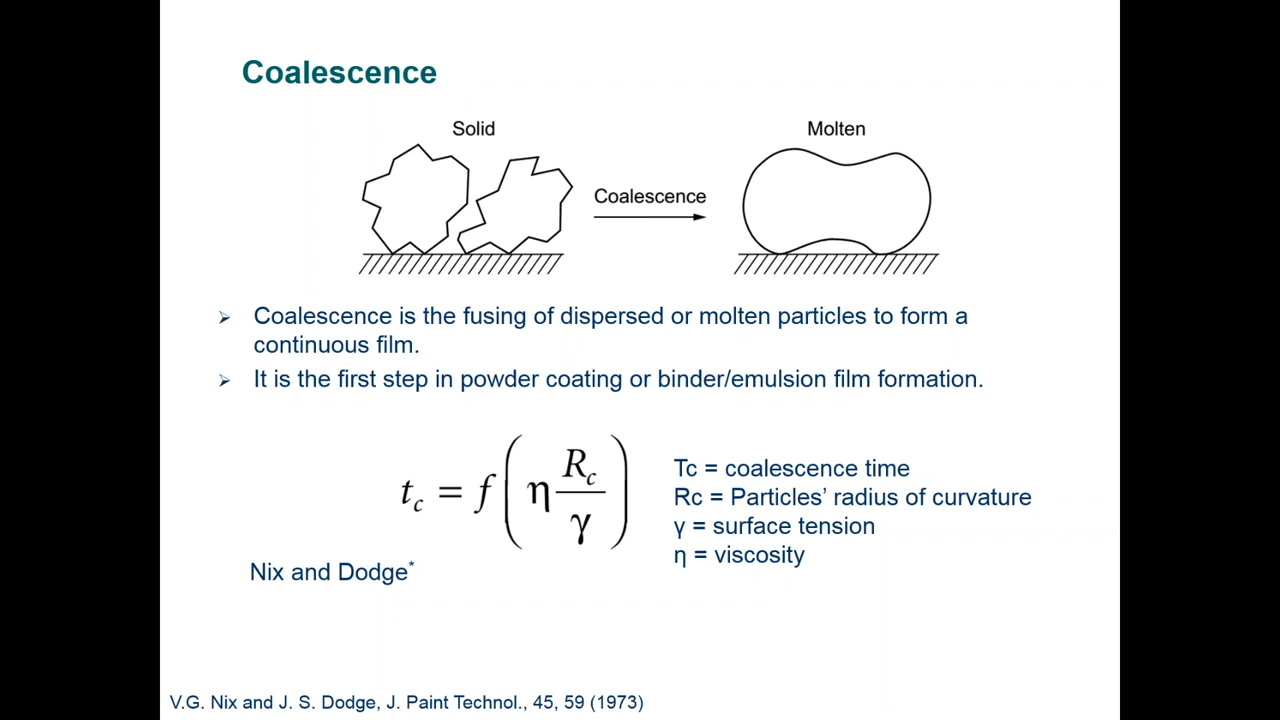 Coalescence
Solid
Molten
Coalescence
➢ Coalescence is the fusing of dispersed or molten particles to form a
continuous film.
➢ It is the first step in powder coating or binder/emulsion film formation.
t_c = f(η R_c/γ)
Tc = coalescence time
Rc = Particles’ radius of curvature
γ = surface tension
η = viscosity
Nix and Dodge*
V.G. Nix and J. S. Dodge, J. Paint Technol., 45, 59 (1973)